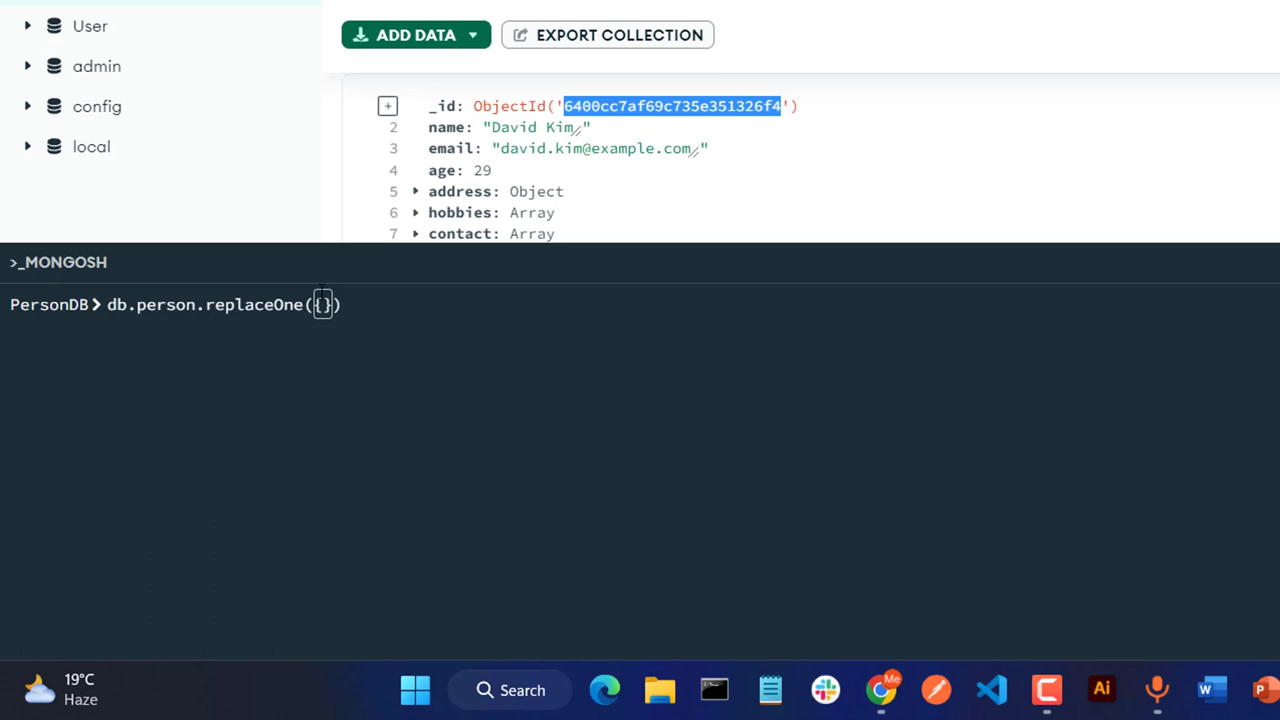 User
ADD DATA
EXPORT COLLECTION
admin
config
local
_id: ObjectId('6400cc7af69c735e351326f4')
2 name: "David Kim"
3 email: "david.kim@example.com"
4 age: 29
5 address: Object
6 hobbies: Array
7 contact: Array
>_MONGOSH
PersonDB> db.person.replaceOne({})
19°C
Haze
Search
Me
Ai
W
P